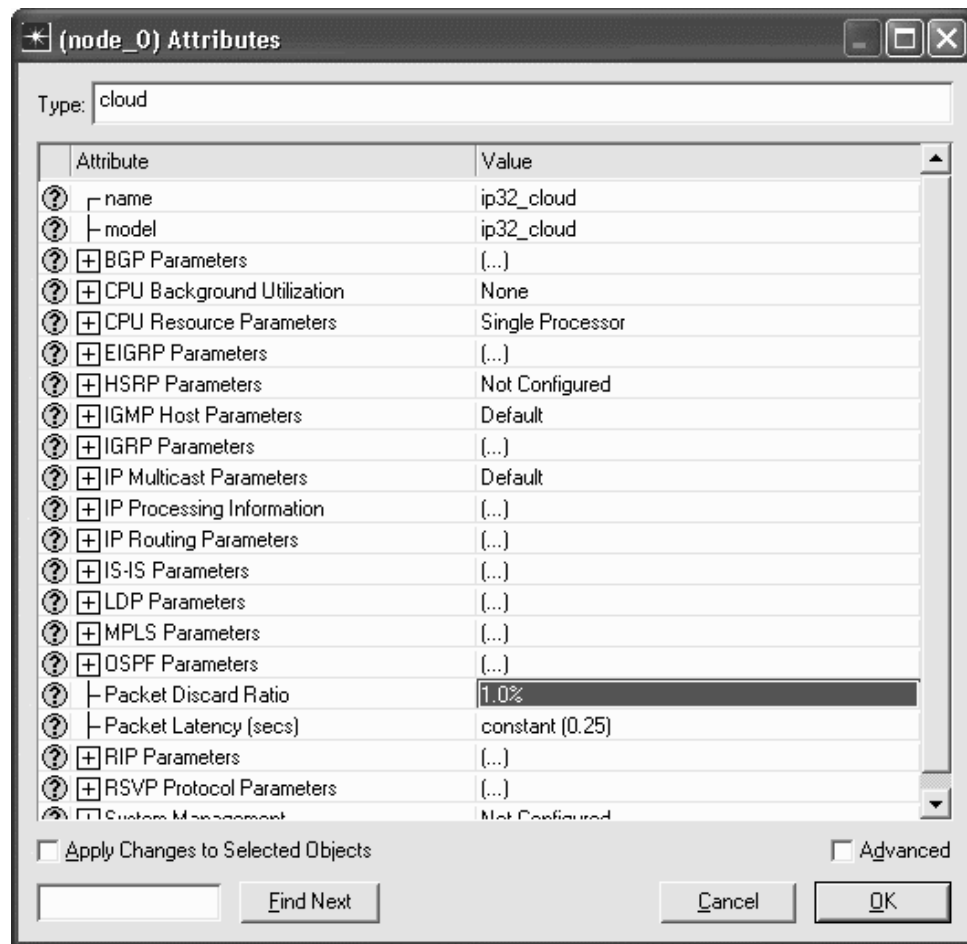 (node_0) Attributes
Type: cloud
Attribute Value
name ip32_cloud
model ip32_cloud
BGP Parameters (...)
CPU Background Utilization None
CPU Resource Parameters Single Processor
EIGRP Parameters (...)
HSRP Parameters Not Configured
IGMP Host Parameters Default
IGRP Parameters (...)
IP Multicast Parameters Default
IP Processing Information (...)
IP Routing Parameters (...)
IS-IS Parameters (...)
LDP Parameters (...)
MPLS Parameters (...)
OSPF Parameters (...)
Packet Discard Ratio 1.0%
Packet Latency (secs) constant (0.25)
RIP Parameters (...)
RSVP Protocol Parameters (...)
System Management Not Configured
Apply Changes to Selected Objects Advanced
Find Next Cancel OK